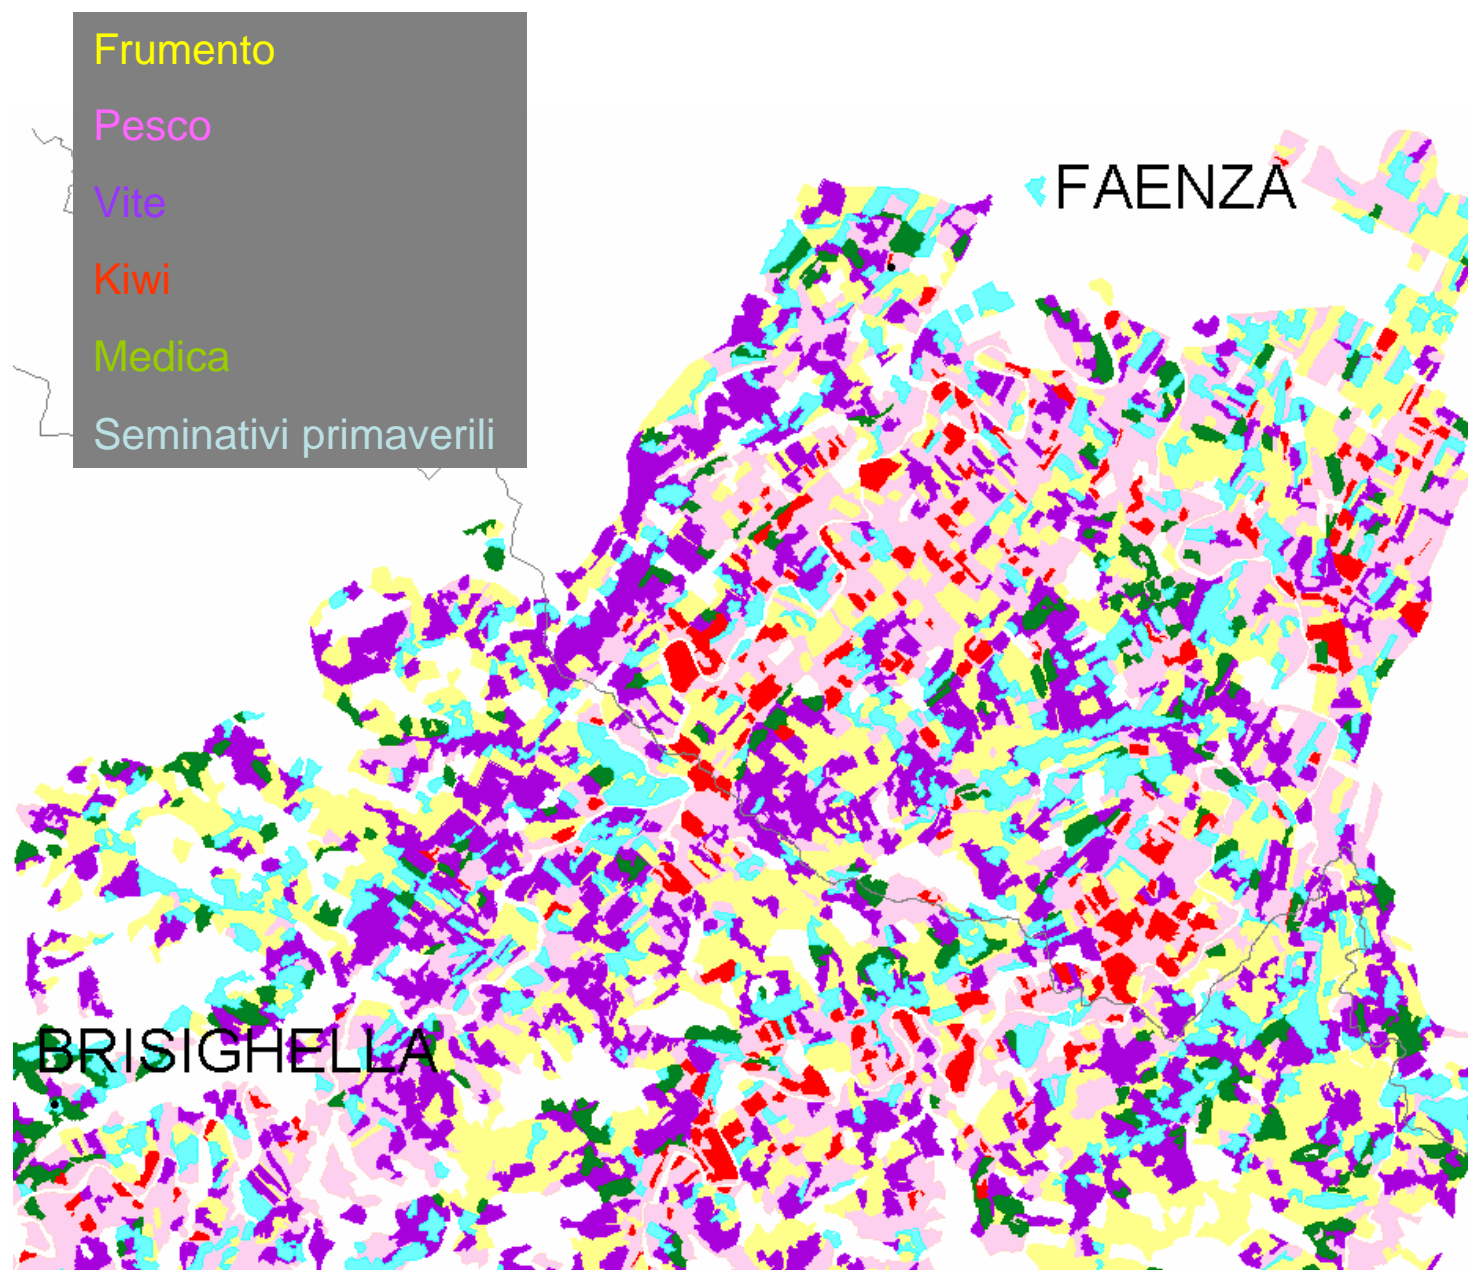 Frumento
Pesco
FAENZA
Vite
Kiwi
Medica
Seminativi primaverili
BRISIGHELLA